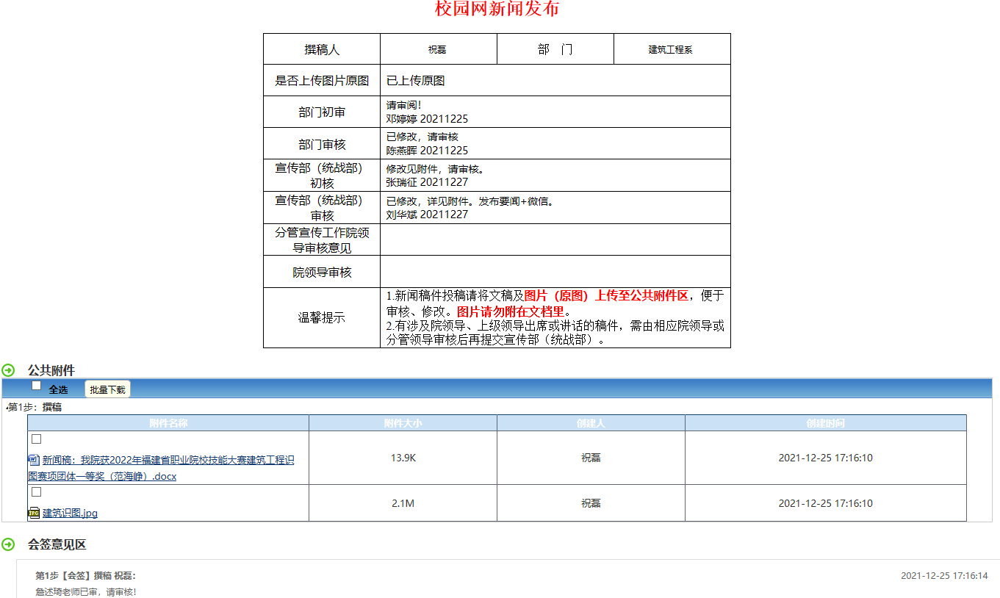 校园网新闻发布
撰稿人 祝磊 部 门 建筑工程系
是否上传图片原图 已上传原图
部门初审
请审阅！
邓婷婷 20211225
部门审核
已修改，请审核
陈燕晖 20211225
宣传部（统战部）
初核
修改见附件，请审核。
张瑞征 20211227
宣传部（统战部）
审核
已修改，详见附件。发布要闻+微信。
刘华斌 20211227
分管宣传工作院领
导审核意见
院领导审核
温馨提示
1.新闻稿件投稿请将文稿及图片（原图）上传至公共附件区，便于
审核、修改。图片请勿附在文档里。
2.有涉及院领导、上级领导出席或讲话的稿件，需由相应院领导或
分管领导审核后再提交宣传部（统战部）。
公共附件
全选 批量下载
第1步：撰稿
附件名称 附件大小 创建人 创建时间
新闻稿：我院获2022年福建省职业院校技能大赛建筑工程识
图赛项团体一等奖（范海峥）.docx
13.9K 祝磊 2021-12-25 17:16:10
建筑识图.jpg 2.1M 祝磊 2021-12-25 17:16:10
会签意见区
第1步【会签】撰稿 祝磊： 2021-12-25 17:16:14
詹述琦老师已审，请审核！